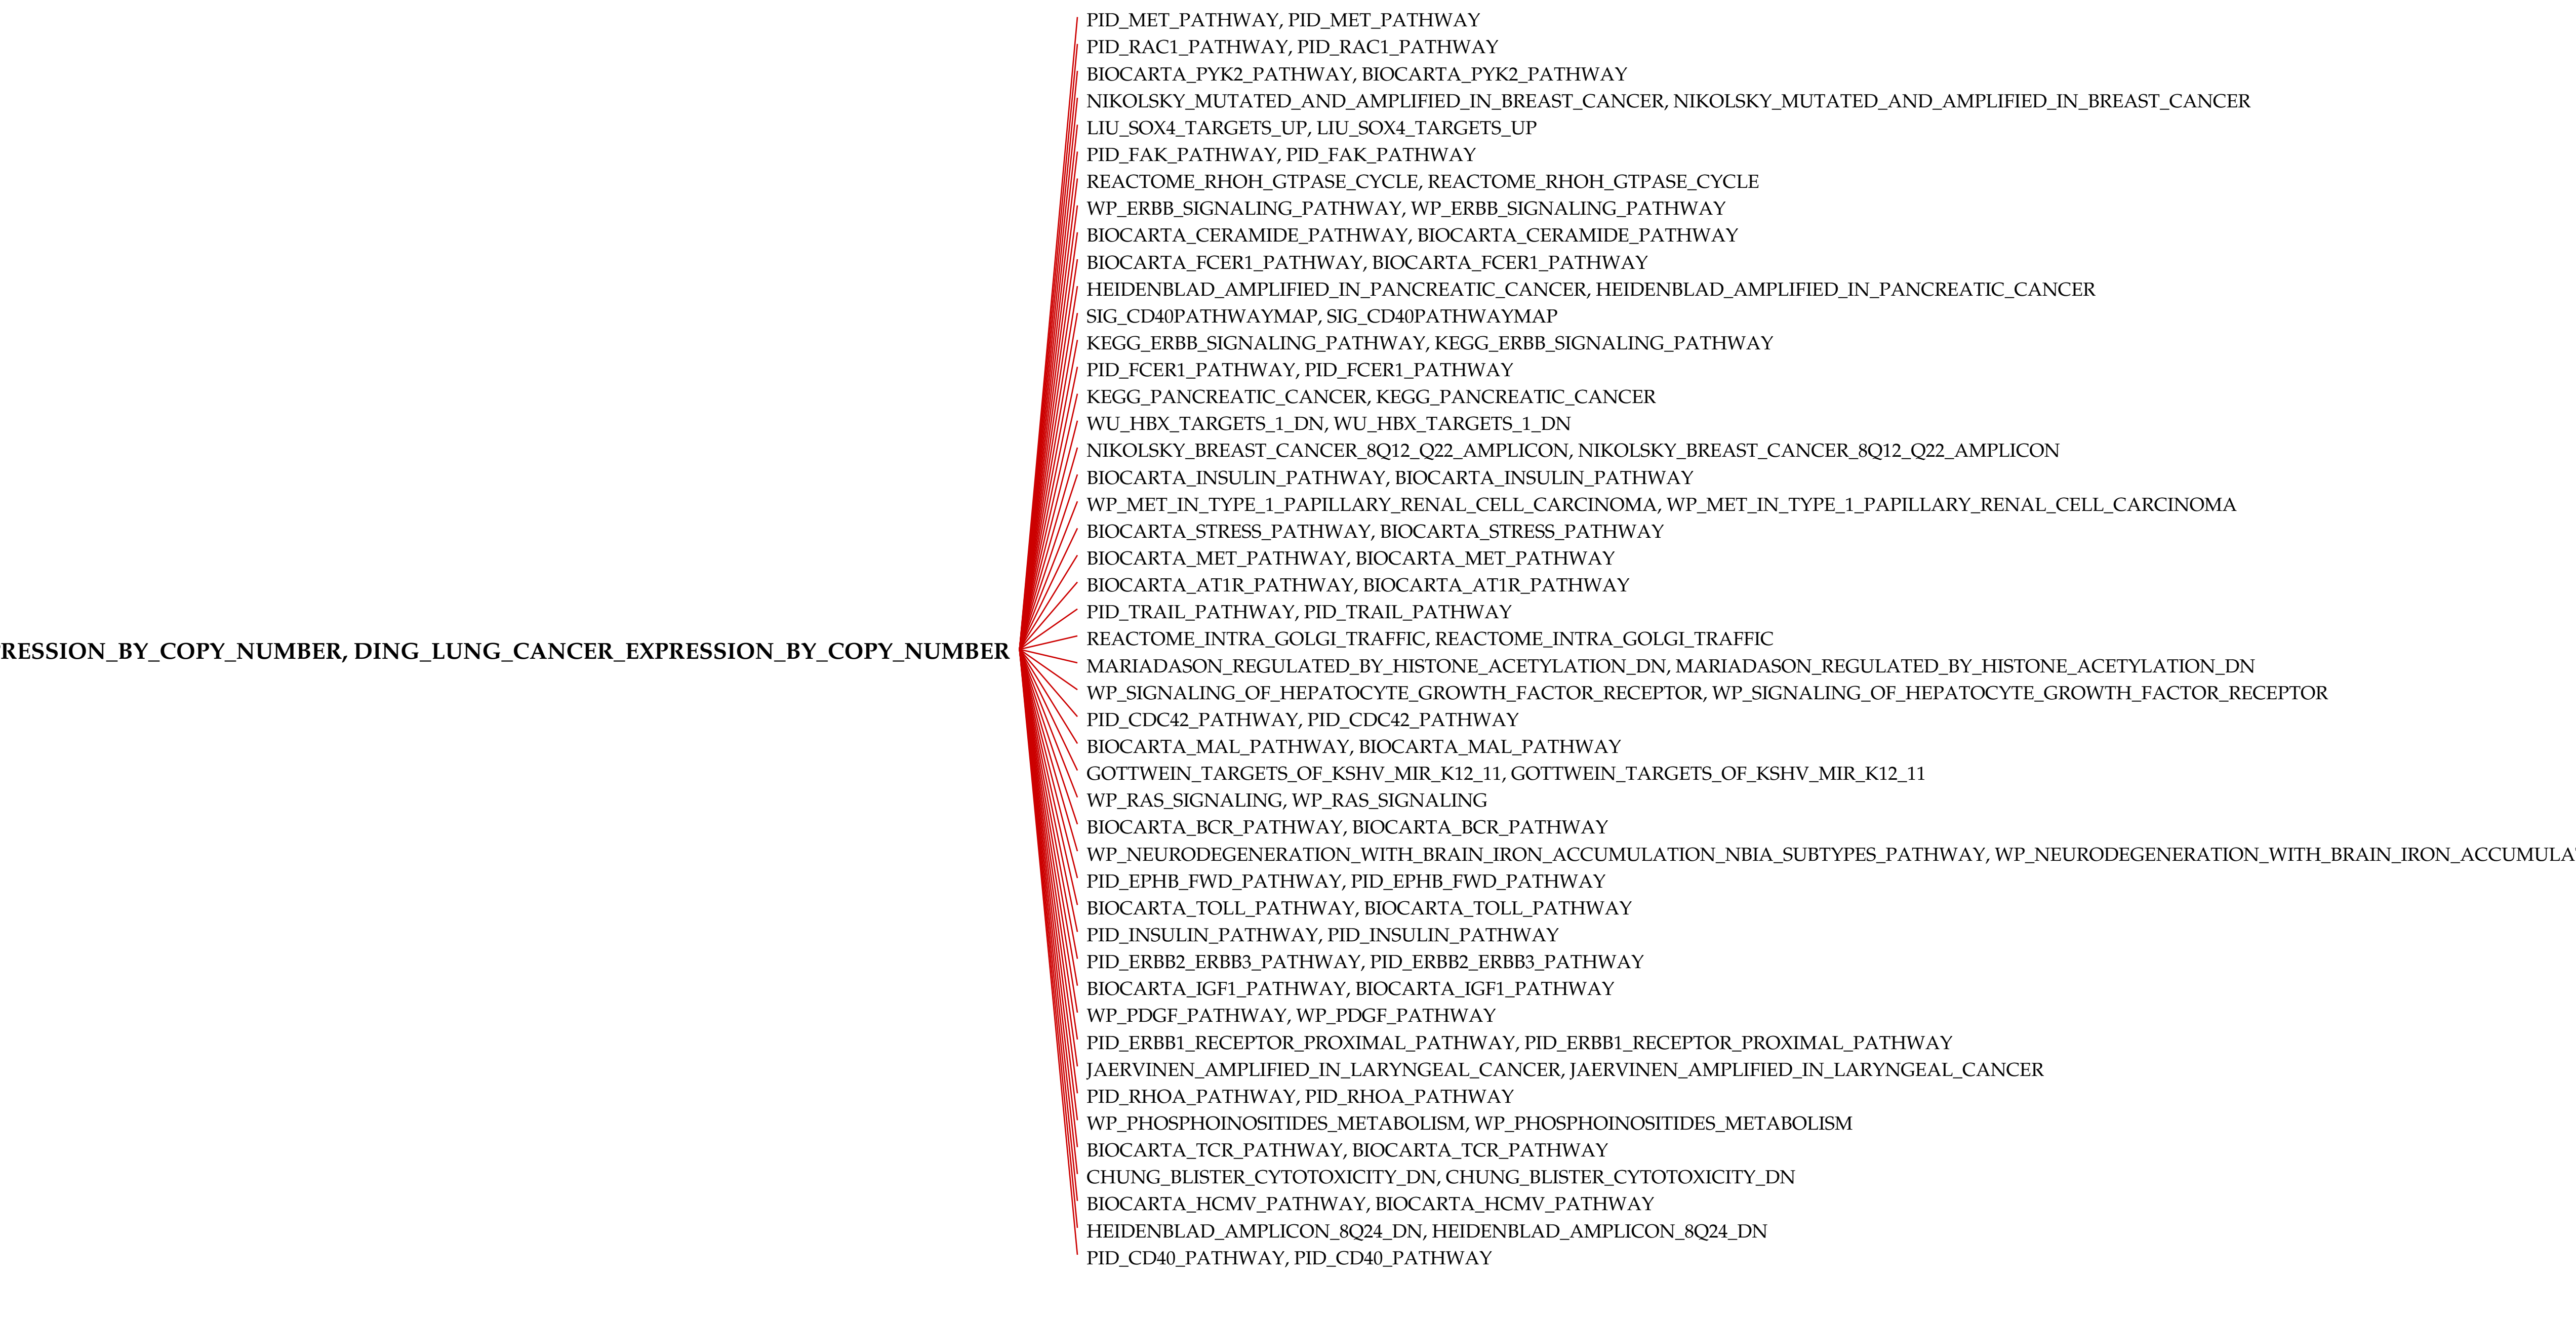 PID_MET_PATHWAY, PID_MET_PATHWAY
PID_RAC1_PATHWAY, PID_RAC1_PATHWAY
BIOCARTA_PYK2_PATHWAY, BIOCARTA_PYK2_PATHWAY
NIKOLSKY_MUTATED_AND_AMPLIFIED_IN_BREAST_CANCER, NIKOLSKY_MUTATED_AND_AMPLIFIED_IN_BREAST_CANCER
LIU_SOX4_TARGETS_UP, LIU_SOX4_TARGETS_UP
PID_FAK_PATHWAY, PID_FAK_PATHWAY
REACTOME_RHOH_GTPASE_CYCLE, REACTOME_RHOH_GTPASE_CYCLE
WP_ERBB_SIGNALING_PATHWAY, WP_ERBB_SIGNALING_PATHWAY
BIOCARTA_CERAMIDE_PATHWAY, BIOCARTA_CERAMIDE_PATHWAY
BIOCARTA_FCER1_PATHWAY, BIOCARTA_FCER1_PATHWAY
HEIDENBLAD_AMPLIFIED_IN_PANCREATIC_CANCER, HEIDENBLAD_AMPLIFIED_IN_PANCREATIC_CANCER
SIG_CD40PATHWAYMAP, SIG_CD40PATHWAYMAP
KEGG_ERBB_SIGNALING_PATHWAY, KEGG_ERBB_SIGNALING_PATHWAY
PID_FCER1_PATHWAY, PID_FCER1_PATHWAY
KEGG_PANCREATIC_CANCER, KEGG_PANCREATIC_CANCER
WU_HBX_TARGETS_1_DN, WU_HBX_TARGETS_1_DN
NIKOLSKY_BREAST_CANCER_8Q12_Q22_AMPLICON, NIKOLSKY_BREAST_CANCER_8Q12_Q22_AMPLICON
BIOCARTA_INSULIN_PATHWAY, BIOCARTA_INSULIN_PATHWAY
WP_MET_IN_TYPE_1_PAPILLARY_RENAL_CELL_CARCINOMA, WP_MET_IN_TYPE_1_PAPILLARY_RENAL_CELL_CARCINOMA
BIOCARTA_STRESS_PATHWAY, BIOCARTA_STRESS_PATHWAY
BIOCARTA_MET_PATHWAY, BIOCARTA_MET_PATHWAY
BIOCARTA_AT1R_PATHWAY, BIOCARTA_AT1R_PATHWAY
PID_TRAIL_PATHWAY, PID_TRAIL_PATHWAY
REACTOME_INTRA_GOLGI_TRAFFIC, REACTOME_INTRA_GOLGI_TRAFFIC
RESSION_BY_COPY_NUMBER, DING_LUNG_CANCER_EXPRESSION_BY_COPY_NUMBER
MARIADASON_REGULATED_BY_HISTONE_ACETYLATION_DN, MARIADASON_REGULATED_BY_HISTONE_ACETYLATION_DN
WP_SIGNALING_OF_HEPATOCYTE_GROWTH_FACTOR_RECEPTOR, WP_SIGNALING_OF_HEPATOCYTE_GROWTH_FACTOR_RECEPTOR
PID_CDC42_PATHWAY, PID_CDC42_PATHWAY
BIOCARTA_MAL_PATHWAY, BIOCARTA_MAL_PATHWAY
GOTTWEIN_TARGETS_OF_KSHV_MIR_K12_11, GOTTWEIN_TARGETS_OF_KSHV_MIR_K12_11
WP_RAS_SIGNALING, WP_RAS_SIGNALING
BIOCARTA_BCR_PATHWAY, BIOCARTA_BCR_PATHWAY
WP_NEURODEGENERATION_WITH_BRAIN_IRON_ACCUMULATION_NBIA_SUBTYPES_PATHWAY, WP_NEURODEGENERATION_WITH_BRAIN_IRON_ACCUMULA
PID_EPHB_FWD_PATHWAY, PID_EPHB_FWD_PATHWAY
BIOCARTA_TOLL_PATHWAY, BIOCARTA_TOLL_PATHWAY
PID_INSULIN_PATHWAY, PID_INSULIN_PATHWAY
PID_ERBB2_ERBB3_PATHWAY, PID_ERBB2_ERBB3_PATHWAY
BIOCARTA_IGF1_PATHWAY, BIOCARTA_IGF1_PATHWAY
WP_PDGF_PATHWAY, WP_PDGF_PATHWAY
PID_ERBB1_RECEPTOR_PROXIMAL_PATHWAY, PID_ERBB1_RECEPTOR_PROXIMAL_PATHWAY
JAERVINEN_AMPLIFIED_IN_LARYNGEAL_CANCER, JAERVINEN_AMPLIFIED_IN_LARYNGEAL_CANCER
PID_RHOA_PATHWAY, PID_RHOA_PATHWAY
WP_PHOSPHOINOSITIDES_METABOLISM, WP_PHOSPHOINOSITIDES_METABOLISM
BIOCARTA_TCR_PATHWAY, BIOCARTA_TCR_PATHWAY
CHUNG_BLISTER_CYTOTOXICITY_DN, CHUNG_BLISTER_CYTOTOXICITY_DN
BIOCARTA_HCMV_PATHWAY, BIOCARTA_HCMV_PATHWAY
HEIDENBLAD_AMPLICON_8Q24_DN, HEIDENBLAD_AMPLICON_8Q24_DN
PID_CD40_PATHWAY, PID_CD40_PATHWAY